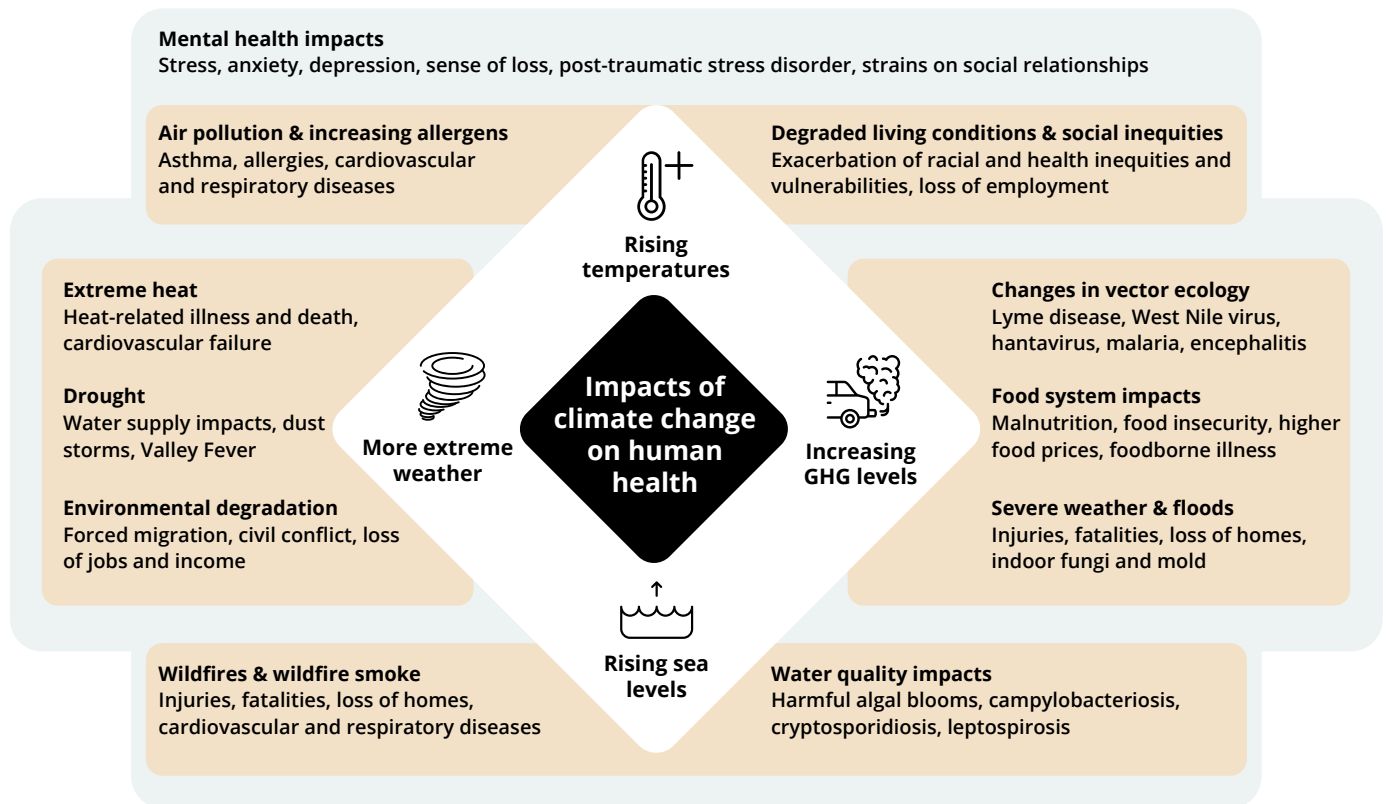 Mental health impacts
Stress, anxiety, depression, sense of loss, post-traumatic stress disorder, strains on social relationships
Air pollution & increasing allergens
Asthma, allergies, cardiovascular
and respiratory diseases
Degraded living conditions & social inequities
Exacerbation of racial and health inequities and
vulnerabilities, loss of employment
Rising
temperatures
Extreme heat
Heat-related illness and death,
cardiovascular failure
Drought
Water supply impacts, dust
storms, Valley Fever
Environmental degradation
Forced migration, civil conflict, loss
of jobs and income
More extreme
weather
Impacts of
climate change
on human
health
Increasing
GHG levels
Changes in vector ecology
Lyme disease, West Nile virus,
hantavirus, malaria, encephalitis
Food system impacts
Malnutrition, food insecurity, higher
food prices, foodborne illness
Severe weather & floods
Injuries, fatalities, loss of homes,
indoor fungi and mold
Rising sea
levels
Wildfires & wildfire smoke
Injuries, fatalities, loss of homes,
cardiovascular and respiratory diseases
Water quality impacts
Harmful algal blooms, campylobacteriosis,
cryptosporidiosis, leptospirosis